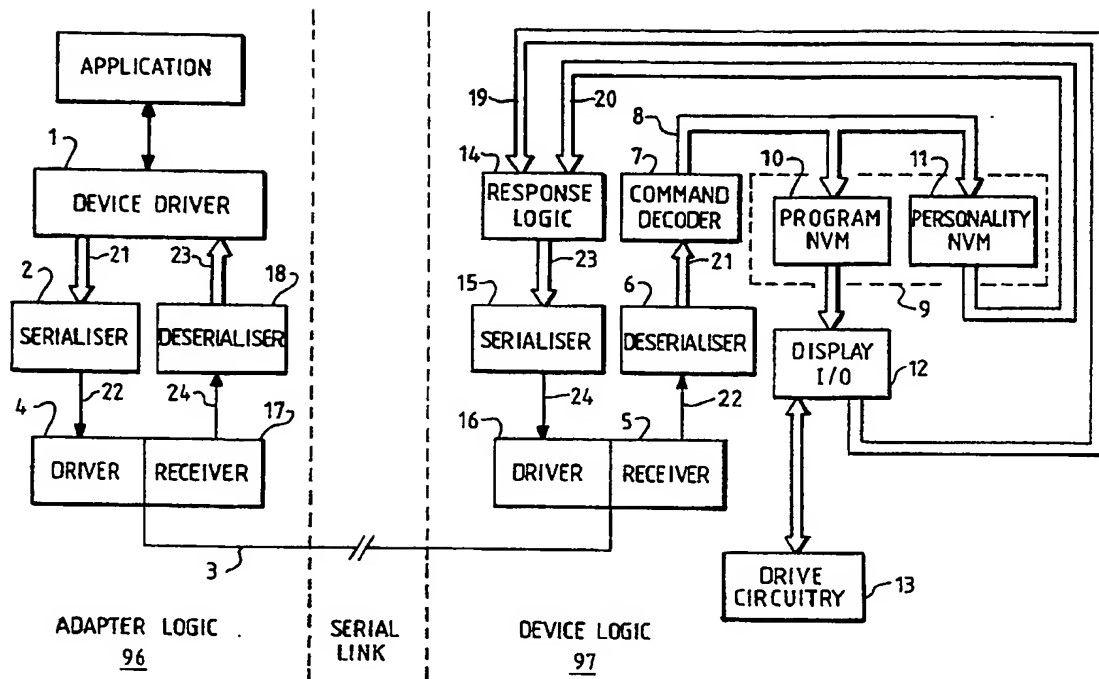 APPLICATION
1
DEVICE DRIVER
21
23
2
18
SERIALISER
DESERIALISER
22
24
4
17
DRIVER
RECEIVER
3
ADAPTER LOGIC
96
SERIAL
LINK
19
20
8
14
7
10
11
RESPONSE
LOGIC
COMMAND
DECODER
PROGRAM
NVM
PERSONALITY
NVM
23
21
9
15
6
SERIALISER
DESERIALISER
DISPLAY
I/O
12
24
22
16
5
DRIVER
RECEIVER
DRIVE
CIRCUITRY
13
DEVICE LOGIC
97